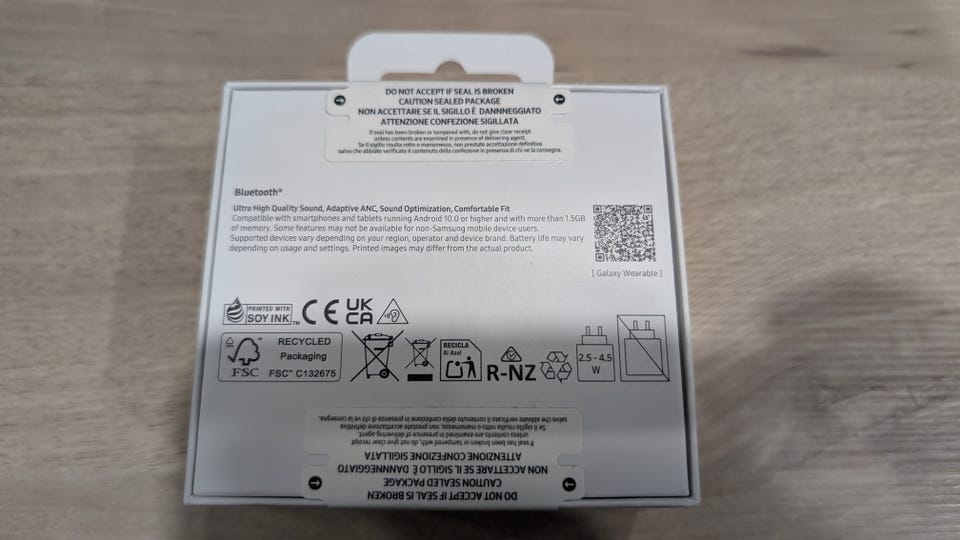 DO NOT ACCEPT IF SEAL IS BROKEN
CAUTION SEALED PACKAGE
NON ACCETTARE SE IL SIGILLO È DANNNEGGIATO
ATTENZIONE CONFEZIONE SIGILLATA
If seal has been broken or tampered with, do not give clear receipt
unless contents are examined in presence of delivering agent.
Se il sigillo risulta rotto o manomesso, non prestate accettazione definitiva
salvo che abbiate verificato il contenuto della confezione in presenza di chi ve la consegna.
Bluetooth®
Ultra High Quality Sound, Adaptive ANC, Sound Optimization, Comfortable Fit
Compatible with smartphones and tablets running Android 10.0 or higher and with more than 1.5GB
of memory. Some features may not be available for non-Samsung mobile device users.
Supported devices vary depending on your region, operator and device brand. Battery life may vary
depending on usage and settings. Printed images may differ from the actual product.
[ Galaxy Wearable ]
PRINTED WITH
SOY INK™
CE
UK
CA
FSC™
RECYCLED
Packaging
FSC™ C132675
RECICLA
Al Azul
R-NZ
2.5 - 4.5
W
DO NOT ACCEPT IF SEAL IS BROKEN
CAUTION SEALED PACKAGE
NON ACCETTARE SE IL SIGILLO È DANNNEGGIATO
ATTENZIONE CONFEZIONE SIGILLATA
If seal has been broken or tampered with, do not give clear receipt
unless contents are examined in presence of delivering agent.
Se il sigillo risulta rotto o manomesso, non prestate accettazione definitiva
salvo che abbiate verificato il contenuto della confezione in presenza di chi ve la consegna.